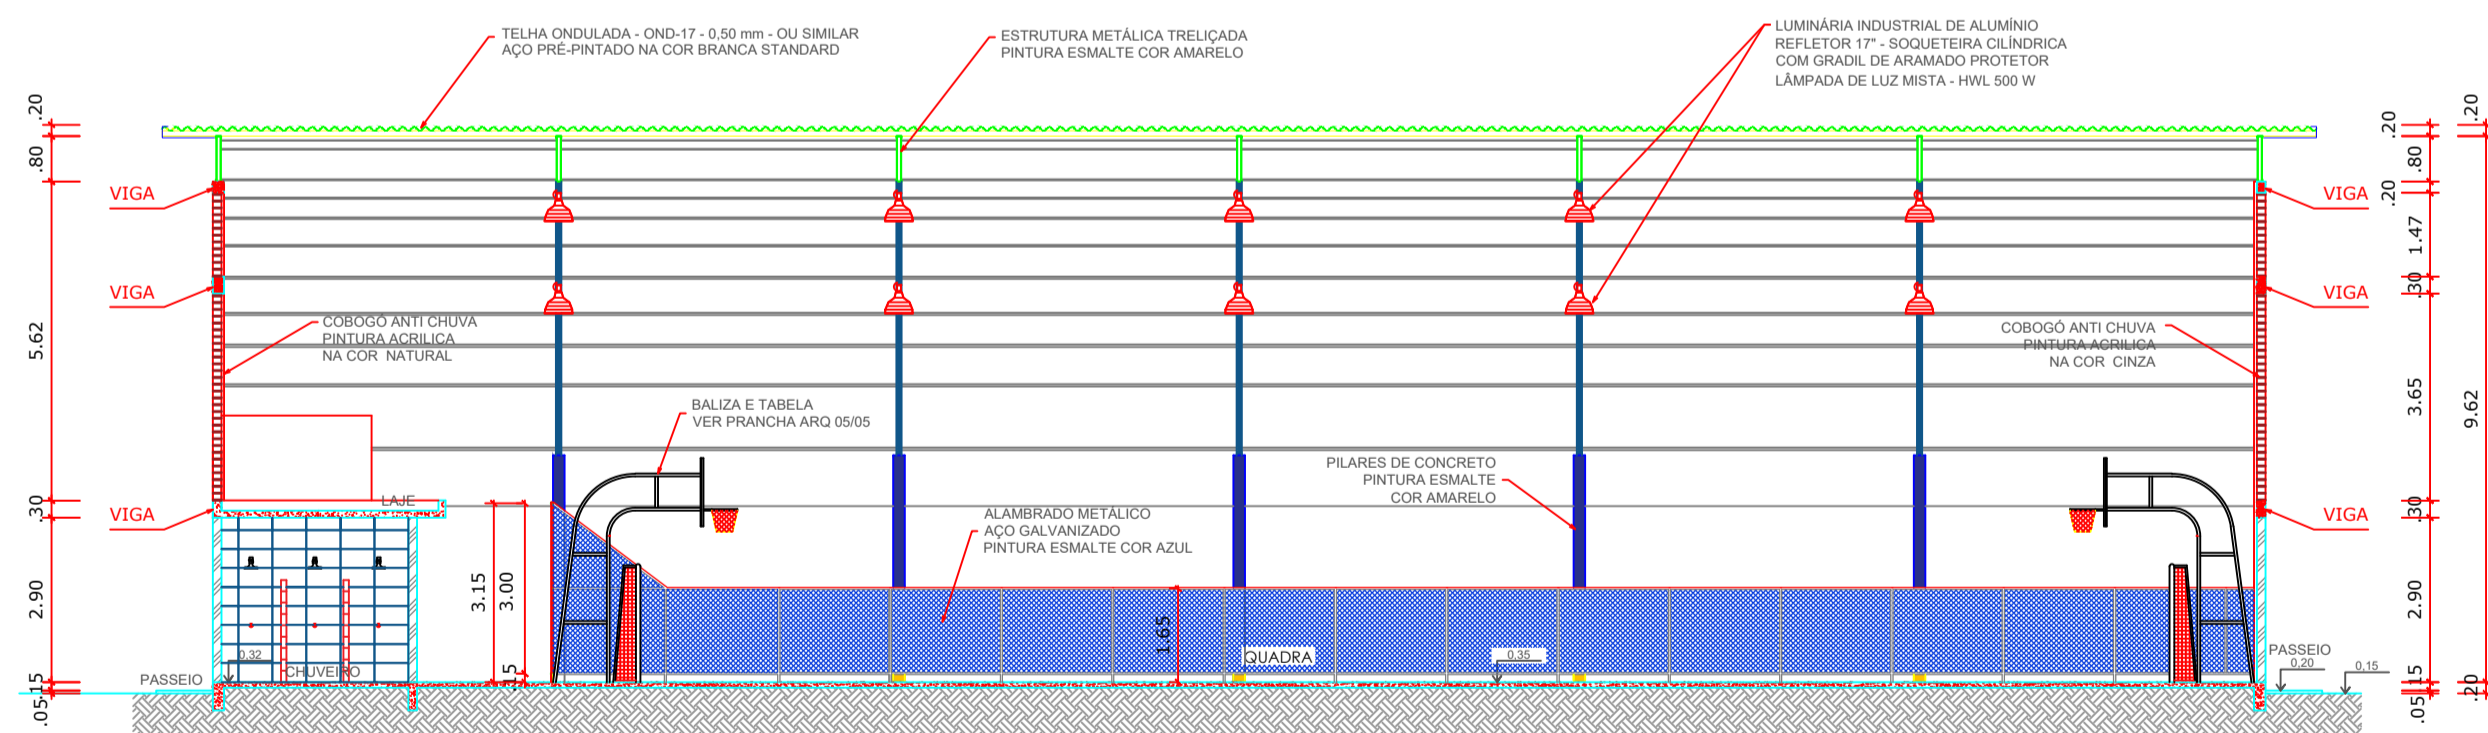 TELHA ONDULADA - OND-17 - 0,50 mm - OU SIMILAR
AÇO PRÉ-PINTADO NA COR BRANCA STANDARD
ESTRUTURA METÁLICA TRELIÇADA
PINTURA ESMALTE COR AMARELO
LUMINÁRIA INDUSTRIAL DE ALUMÍNIO
REFLETOR 17" - SOQUETEIRA CILÍNDRICA
COM GRADIL DE ARAMADO PROTETOR
LÂMPADA DE LUZ MISTA - HWL 500 W
.20
.80
5.62
.30
2.90
.15
.05
VIGA
VIGA
VIGA
COBOGÓ ANTI CHUVA
PINTURA ACRILICA
NA COR NATURAL
BALIZA E TABELA
VER PRANCHA ARQ 05/05
LAJE
ALAMBRADO METÁLICO
AÇO GALVANIZADO
PINTURA ESMALTE COR AZUL
PILARES DE CONCRETO
PINTURA ESMALTE
COR AMARELO
COBOGÓ ANTI CHUVA
PINTURA ACRILICA
NA COR CINZA
VIGA
VIGA
VIGA
3.15
3.00
.15
1.65
PASSEIO
0,32
CHUVEIRO
QUADRA
0,35
PASSEIO
0,20
0,15
.20
.80
.20
1.47
.30
3.65
.30
2.90
.15
.05
.20
9.62
.20